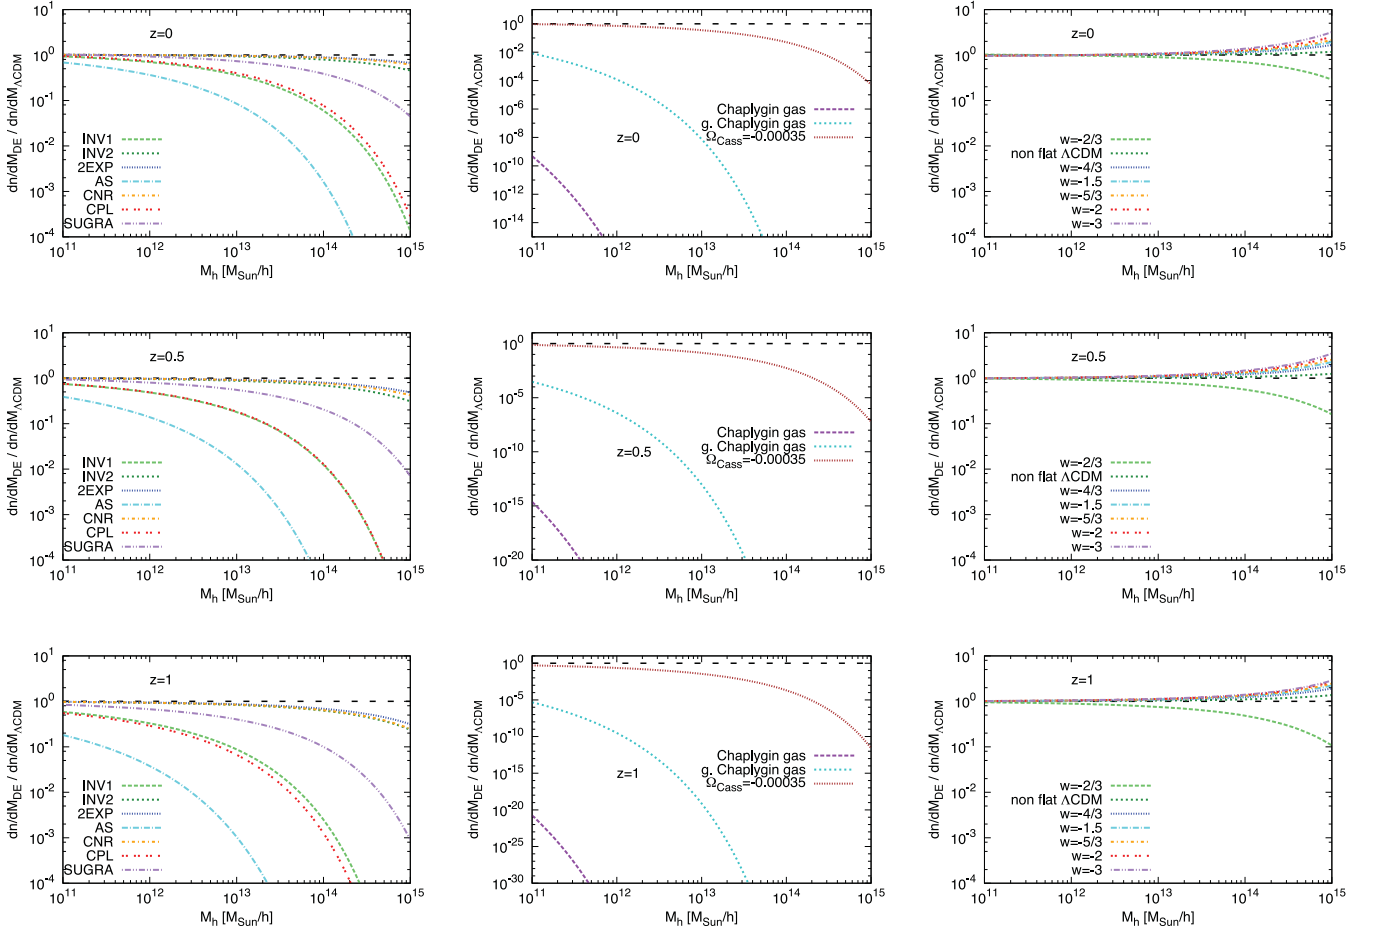 dn/dM_DE / dn/dM_ΛCDM
10^1
10^0
10^-1
10^-2
10^-3
10^-4
z=0
INV1
INV2
2EXP
AS
CNR
CPL
SUGRA
10^11 10^12 10^13 10^14 10^15
M_h [M_Sun/h]
dn/dM_DE / dn/dM_ΛCDM
10^0
10^-2
10^-4
10^-6
10^-8
10^-10
10^-12
10^-14
z=0
Chaplygin gas
g. Chaplygin gas
Ω_Cass=-0.00035
10^11 10^12 10^13 10^14 10^15
M_h [M_Sun/h]
dn/dM_DE / dn/dM_ΛCDM
10^1
10^0
10^-1
10^-2
10^-3
10^-4
z=0
w=-2/3
non flat ΛCDM
w=-4/3
w=-1.5
w=-5/3
w=-2
w=-3
10^11 10^12 10^13 10^14 10^15
M_h [M_Sun/h]
dn/dM_DE / dn/dM_ΛCDM
10^1
10^0
10^-1
10^-2
10^-3
10^-4
z=0.5
INV1
INV2
2EXP
AS
CNR
CPL
SUGRA
10^11 10^12 10^13 10^14 10^15
M_h [M_Sun/h]
dn/dM_DE / dn/dM_ΛCDM
10^0
10^-5
10^-10
10^-15
10^-20
z=0.5
Chaplygin gas
g. Chaplygin gas
Ω_Cass=-0.00035
10^11 10^12 10^13 10^14 10^15
M_h [M_Sun/h]
dn/dM_DE / dn/dM_ΛCDM
10^1
10^0
10^-1
10^-2
10^-3
10^-4
z=0.5
w=-2/3
non flat ΛCDM
w=-4/3
w=-1.5
w=-5/3
w=-2
w=-3
10^11 10^12 10^13 10^14 10^15
M_h [M_Sun/h]
dn/dM_DE / dn/dM_ΛCDM
10^1
10^0
10^-1
10^-2
10^-3
10^-4
z=1
INV1
INV2
2EXP
AS
CNR
CPL
SUGRA
10^11 10^12 10^13 10^14 10^15
M_h [M_Sun/h]
dn/dM_DE / dn/dM_ΛCDM
10^0
10^-5
10^-10
10^-15
10^-20
10^-25
10^-30
z=1
Chaplygin gas
g. Chaplygin gas
Ω_Cass=-0.00035
10^11 10^12 10^13 10^14 10^15
M_h [M_Sun/h]
dn/dM_DE / dn/dM_ΛCDM
10^1
10^0
10^-1
10^-2
10^-3
10^-4
z=1
w=-2/3
non flat ΛCDM
w=-4/3
w=-1.5
w=-5/3
w=-2
w=-3
10^11 10^12 10^13 10^14 10^15
M_h [M_Sun/h]